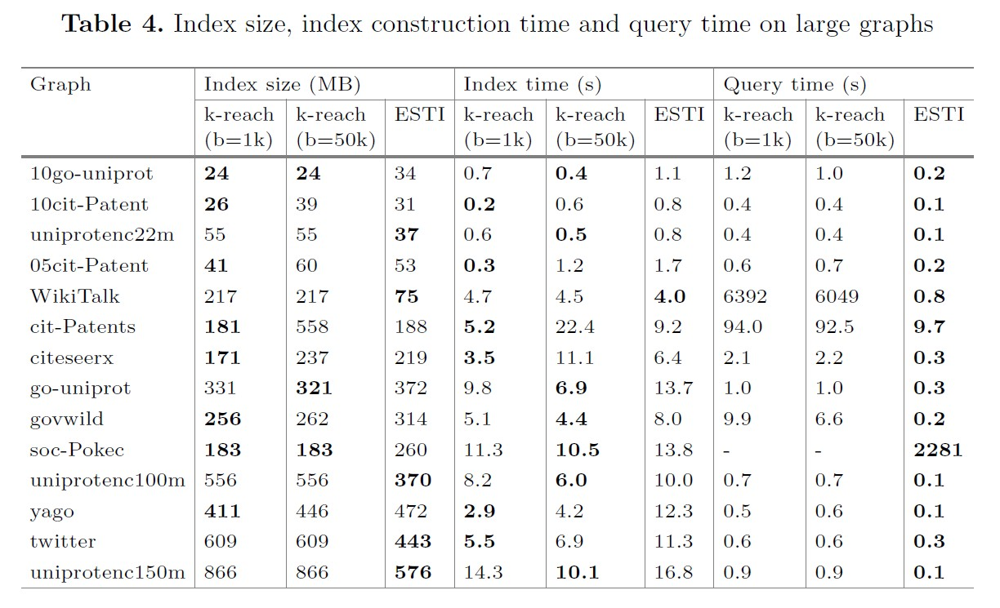 Table 4. Index size, index construction time and query time on large graphs
Graph Index size (MB) Index time (s) Query time (s)
k-reach k-reach ESTI k-reach k-reach ESTI k-reach k-reach ESTI
(b=1k) (b=50k) (b=1k) (b=50k) (b=1k) (b=50k)
10go-uniprot 24 24 34 0.7 0.4 1.1 1.2 1.0 0.2
10cit-Patent 26 39 31 0.2 0.6 0.8 0.4 0.4 0.1
uniprotenc22m 55 55 37 0.6 0.5 0.8 0.4 0.4 0.1
05cit-Patent 41 60 53 0.3 1.2 1.7 0.6 0.7 0.2
WikiTalk 217 217 75 4.7 4.5 4.0 6392 6049 0.8
cit-Patents 181 558 188 5.2 22.4 9.2 94.0 92.5 9.7
citeseerx 171 237 219 3.5 11.1 6.4 2.1 2.2 0.3
go-uniprot 331 321 372 9.8 6.9 13.7 1.0 1.0 0.3
govwild 256 262 314 5.1 4.4 8.0 9.9 6.6 0.2
soc-Pokec 183 183 260 11.3 10.5 13.8 - - 2281
uniprotenc100m 556 556 370 8.2 6.0 10.0 0.7 0.7 0.1
yago 411 446 472 2.9 4.2 12.3 0.5 0.6 0.1
twitter 609 609 443 5.5 6.9 11.3 0.6 0.6 0.3
uniprotenc150m 866 866 576 14.3 10.1 16.8 0.9 0.9 0.1